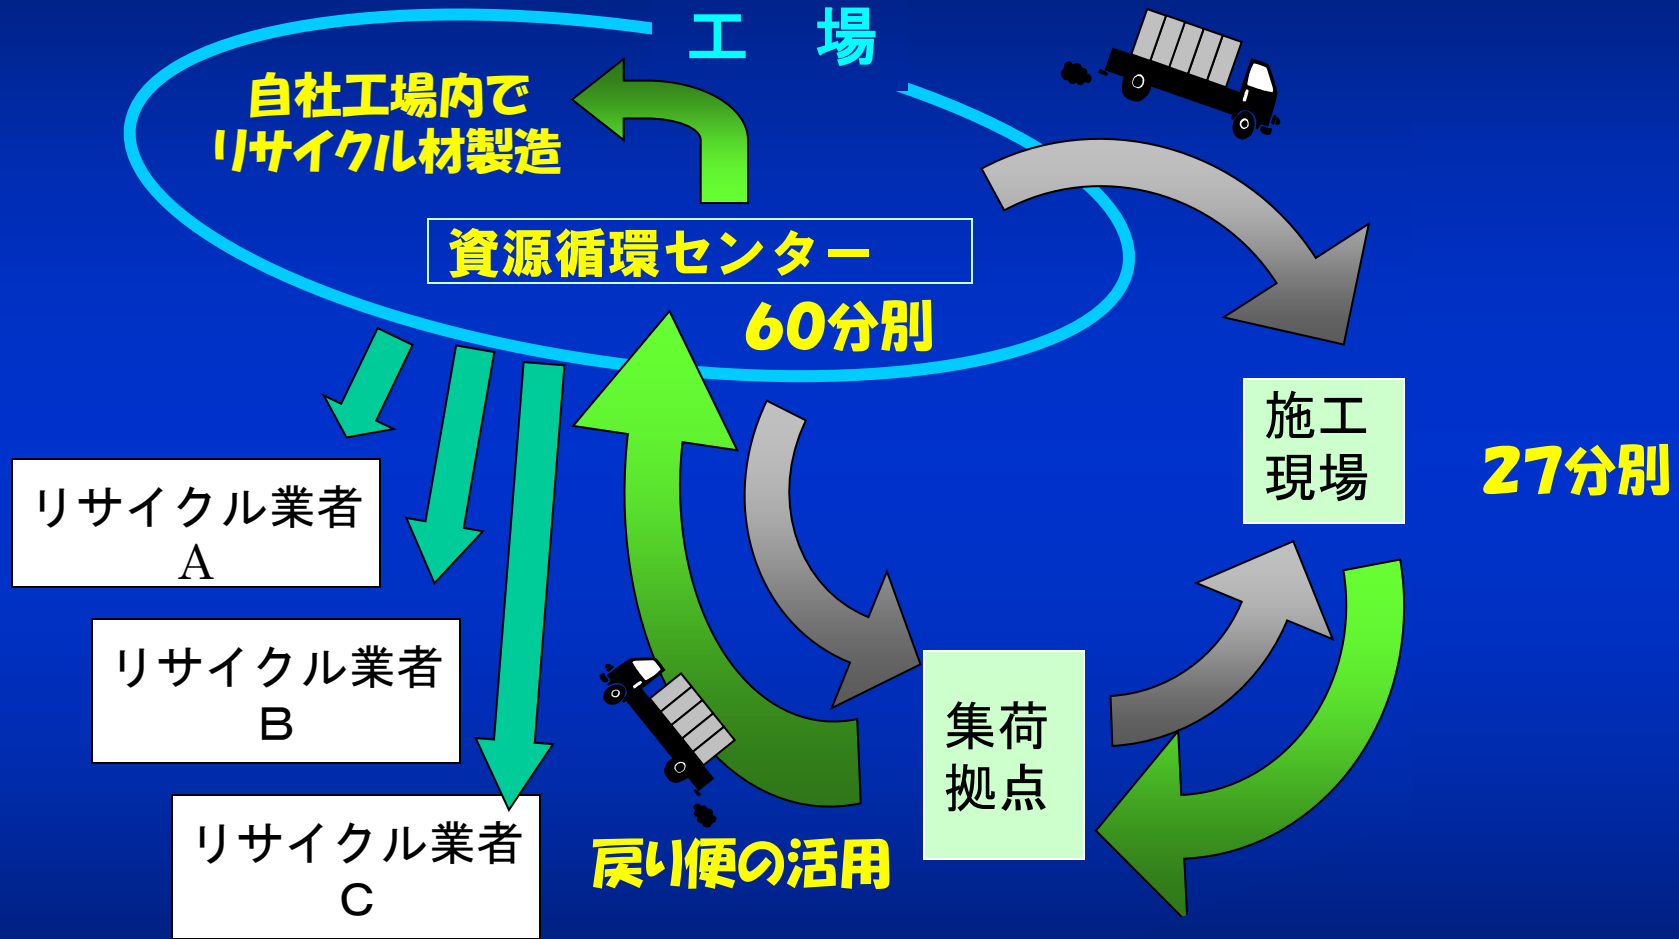 工　場
自社工場内で
リサイクル材製造
資源循環センター
60分別
施工
現場
27分別
リサイクル業者
A
リサイクル業者
B
リサイクル業者
C
集荷
拠点
戻り便の活用